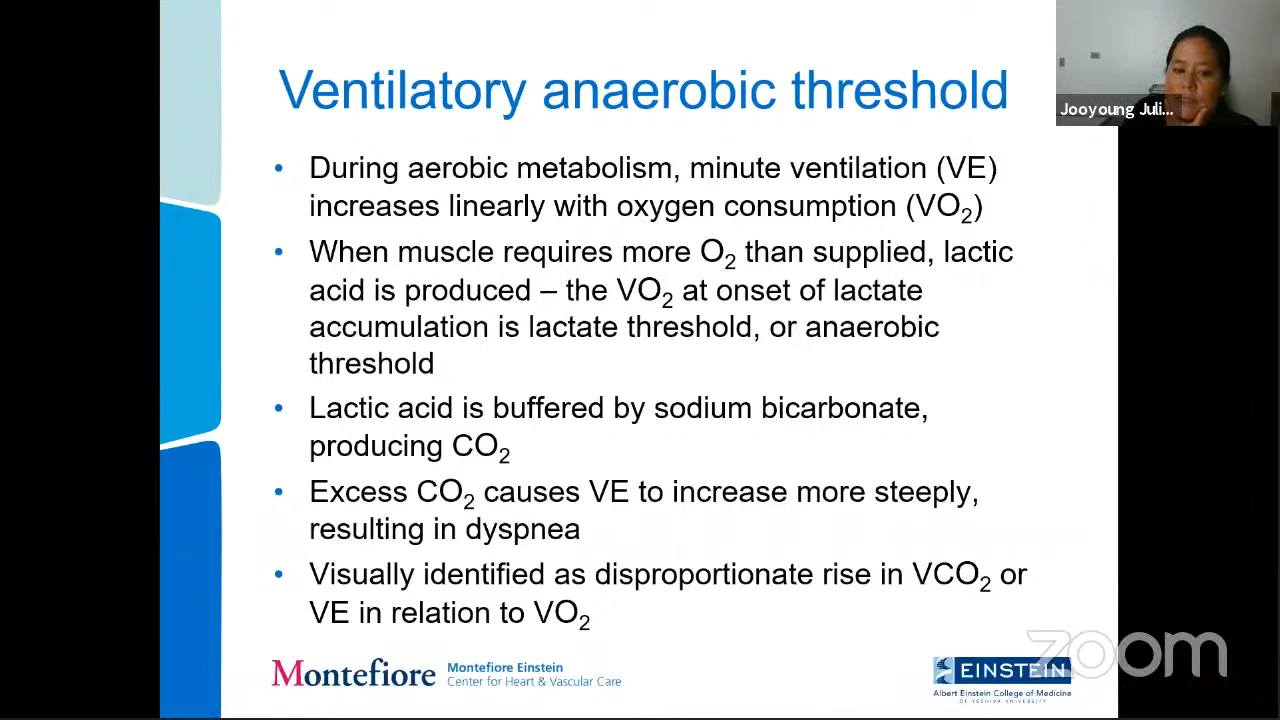 Ventilatory anaerobic threshold
Jooyoung Juli...
• During aerobic metabolism, minute ventilation (VE)
increases linearly with oxygen consumption (VO₂)
• When muscle requires more O₂ than supplied, lactic
acid is produced – the VO₂ at onset of lactate
accumulation is lactate threshold, or anaerobic
threshold
• Lactic acid is buffered by sodium bicarbonate,
producing CO₂
• Excess CO₂ causes VE to increase more steeply,
resulting in dyspnea
• Visually identified as disproportionate rise in VCO₂ or
VE in relation to VO₂
zoom
Montefiore
Montefiore Einstein
Center for Heart & Vascular Care
EINSTEIN
Albert Einstein College of Medicine
OF YESHIVA UNIVERSITY